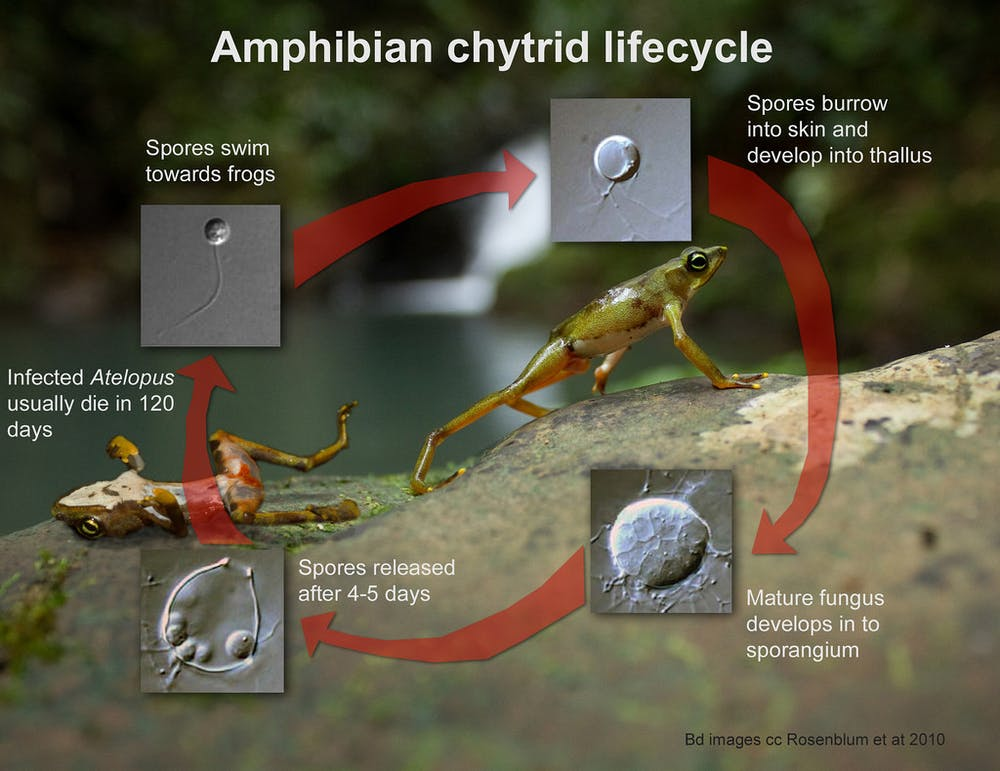 Amphibian chytrid lifecycle
Spores swim
towards frogs
Spores burrow
into skin and
develop into thallus
Infected Atelopus
usually die in 120
days
Spores released
after 4-5 days
Mature fungus
develops in to
sporangium
Bd images cc Rosenblum et at 2010